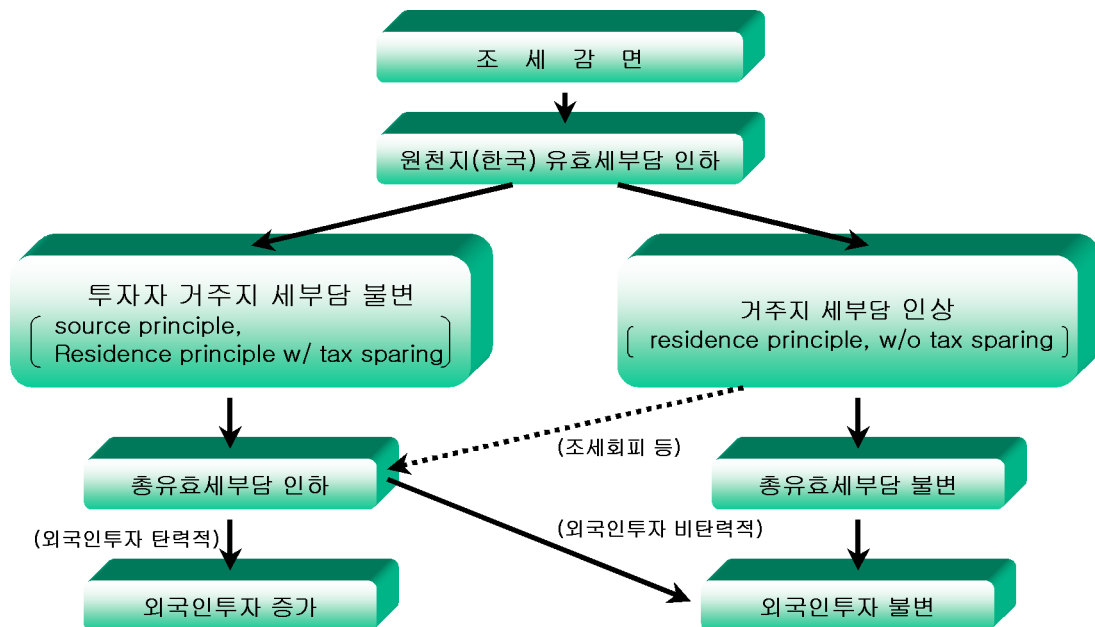 조 세 감 면
원천지(한국) 유효세부담 인하
투자자 거주지 세부담 불변
source principle,
Residence principle w/ tax sparing
거주지 세부담 인상
residence principle, w/o tax sparing
(조세회피 등)
총유효세부담 인하
총유효세부담 불변
(외국인투자 탄력적)
(외국인투자 비탄력적)
외국인투자 증가
외국인투자 불변